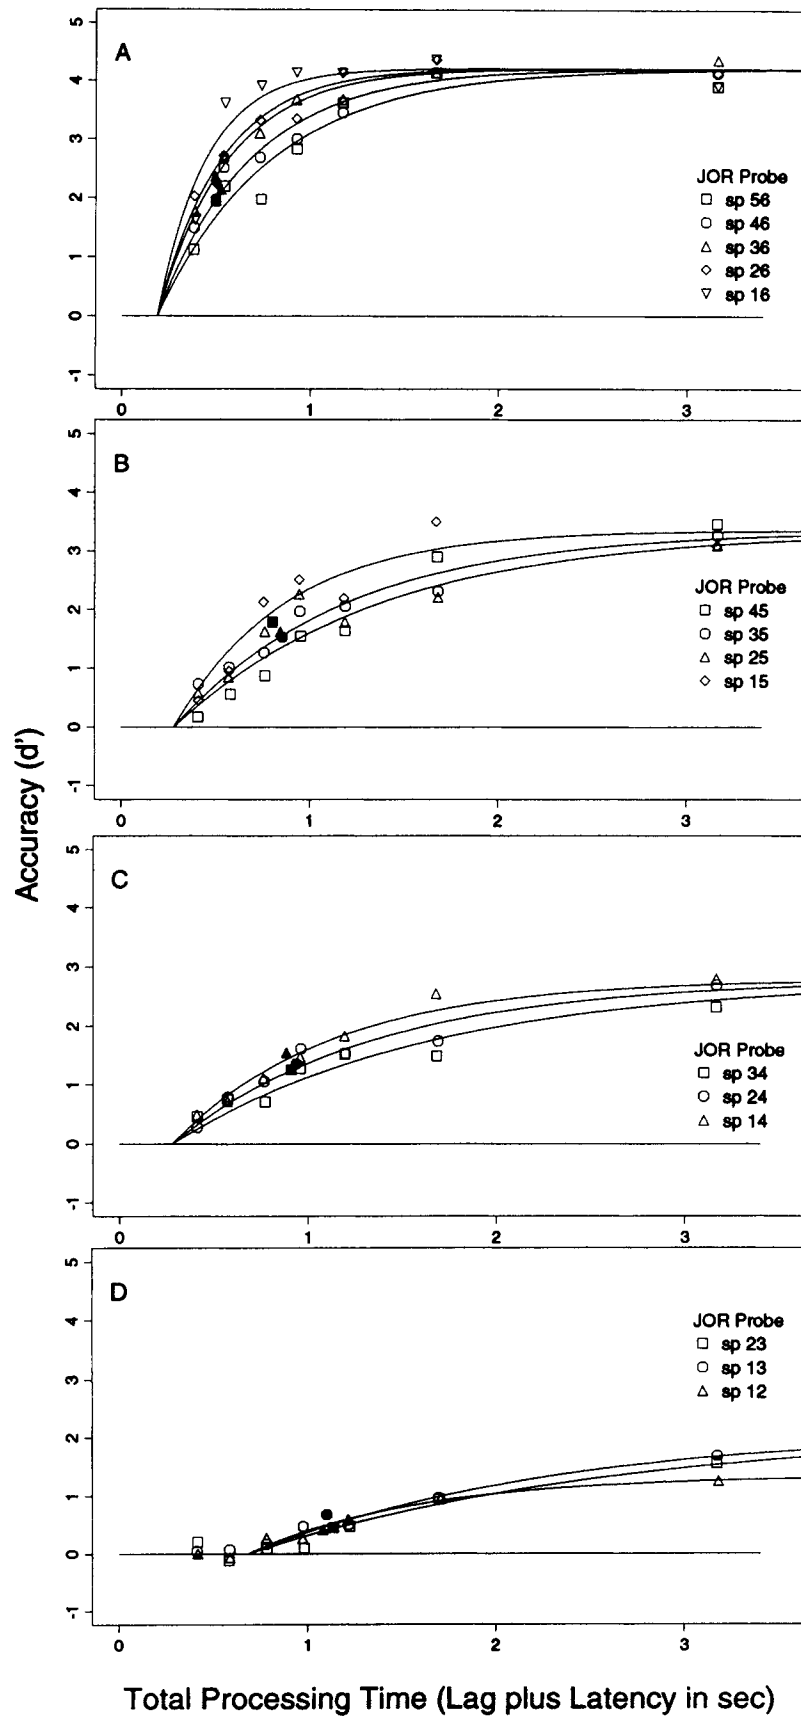 A
5
4
3
2
1
0
-1
JOR Probe
sp 56
sp 46
sp 36
sp 26
sp 16
0 1 2 3
B
5
4
3
2
1
0
-1
JOR Probe
sp 45
sp 35
sp 25
sp 15
0 1 2 3
Accuracy (d')
C
5
4
3
2
1
0
-1
JOR Probe
sp 34
sp 24
sp 14
0 1 2 3
D
5
4
3
2
1
0
-1
JOR Probe
sp 23
sp 13
sp 12
0 1 2 3
Total Processing Time (Lag plus Latency in sec)